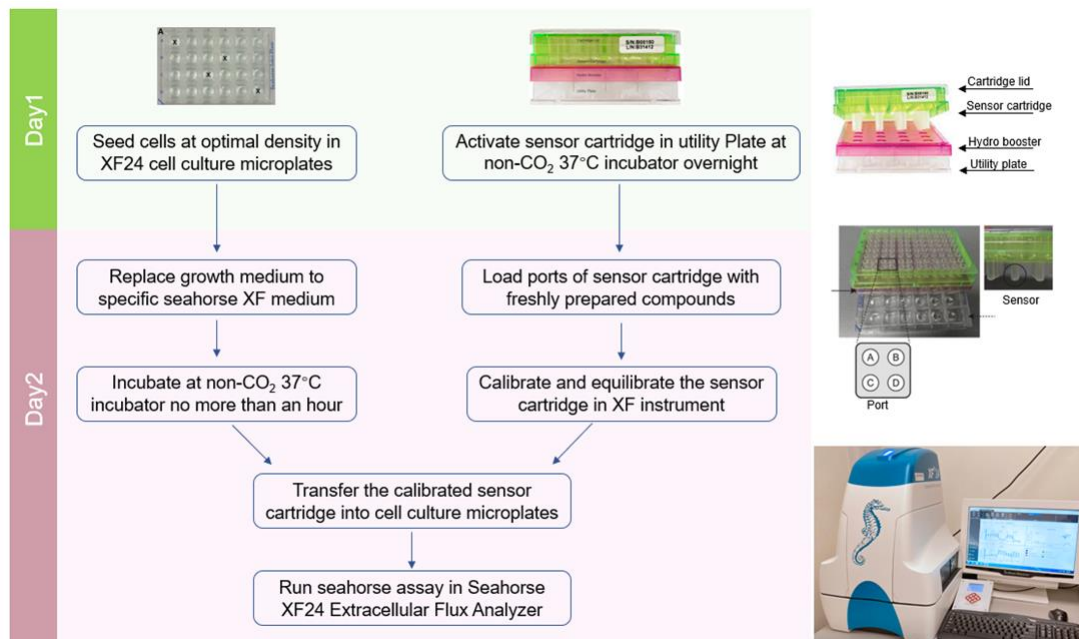 Day1
A
X
X
X
X
Seed cells at optimal density in
XF24 cell culture microplates
S/N:B00180
L/N:B31412
Utility Plate
Activate sensor cartridge in utility Plate at
non-CO₂ 37°C incubator overnight
Cartridge lid
Sensor cartridge
Hydro booster
Utility plate
Day2
Replace growth medium to
specific seahorse XF medium
Load ports of sensor cartridge with
freshly prepared compounds
Incubate at non-CO₂ 37°C
incubator no more than an hour
Calibrate and equilibrate the sensor
cartridge in XF instrument
Sensor
A B
C D
Port
Transfer the calibrated sensor
cartridge into cell culture microplates
Run seahorse assay in Seahorse
XF24 Extracellular Flux Analyzer